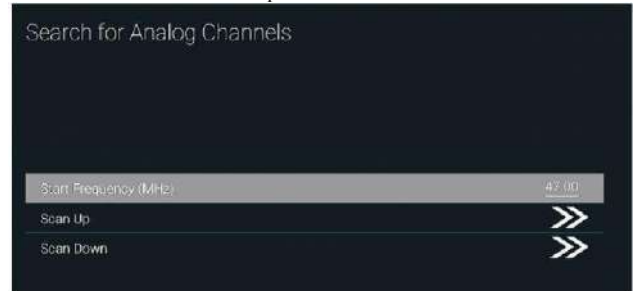 Search for Analog Channels
Start Frequency (MHz) 47.00
Scan Up
Scan Down